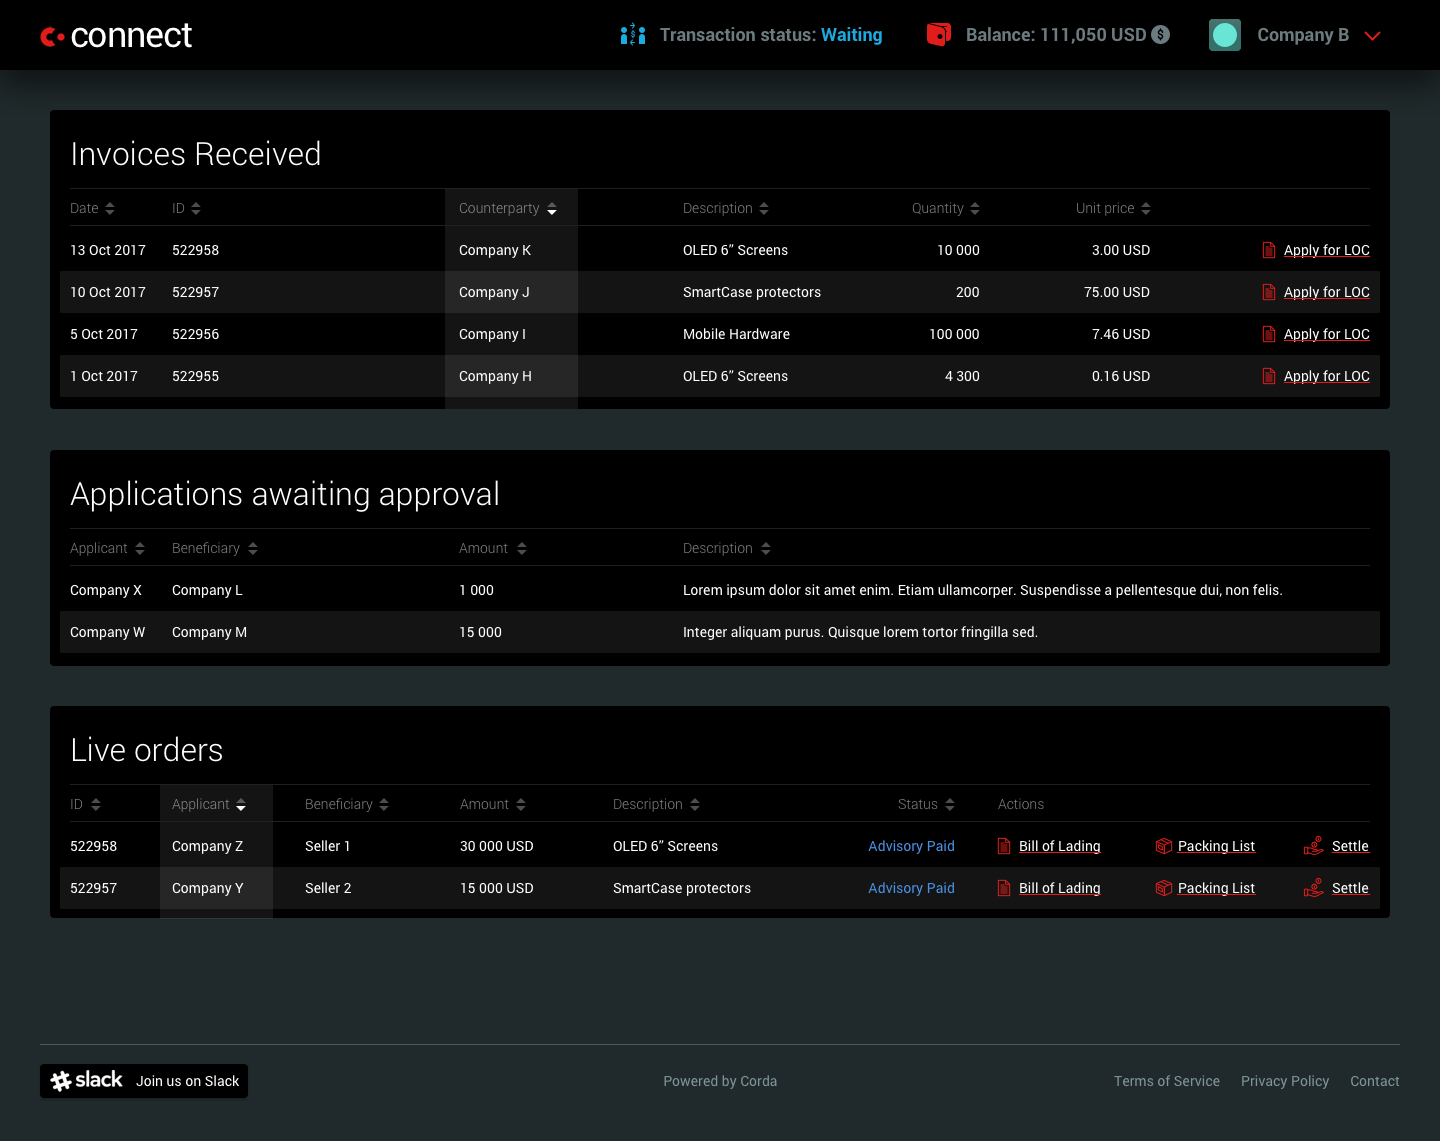 connect Transaction status: Waiting Balance: 111,050 USD $ Company B
Invoices Received
Date ID Counterparty Description Quantity Unit price
13 Oct 2017 522958 Company K OLED 6” Screens 10 000 3.00 USD Apply for LOC
10 Oct 2017 522957 Company J SmartCase protectors 200 75.00 USD Apply for LOC
5 Oct 2017 522956 Company I Mobile Hardware 100 000 7.46 USD Apply for LOC
1 Oct 2017 522955 Company H OLED 6” Screens 4 300 0.16 USD Apply for LOC
Applications awaiting approval
Applicant Beneficiary Amount Description
Company X Company L 1 000 Lorem ipsum dolor sit amet enim. Etiam ullamcorper. Suspendisse a pellentesque dui, non felis.
Company W Company M 15 000 Integer aliquam purus. Quisque lorem tortor fringilla sed.
Live orders
ID Applicant Beneficiary Amount Description Status Actions
522958 Company Z Seller 1 30 000 USD OLED 6” Screens Advisory Paid Bill of Lading Packing List Settle
522957 Company Y Seller 2 15 000 USD SmartCase protectors Advisory Paid Bill of Lading Packing List Settle
slack Join us on Slack Powered by Corda Terms of Service Privacy Policy Contact